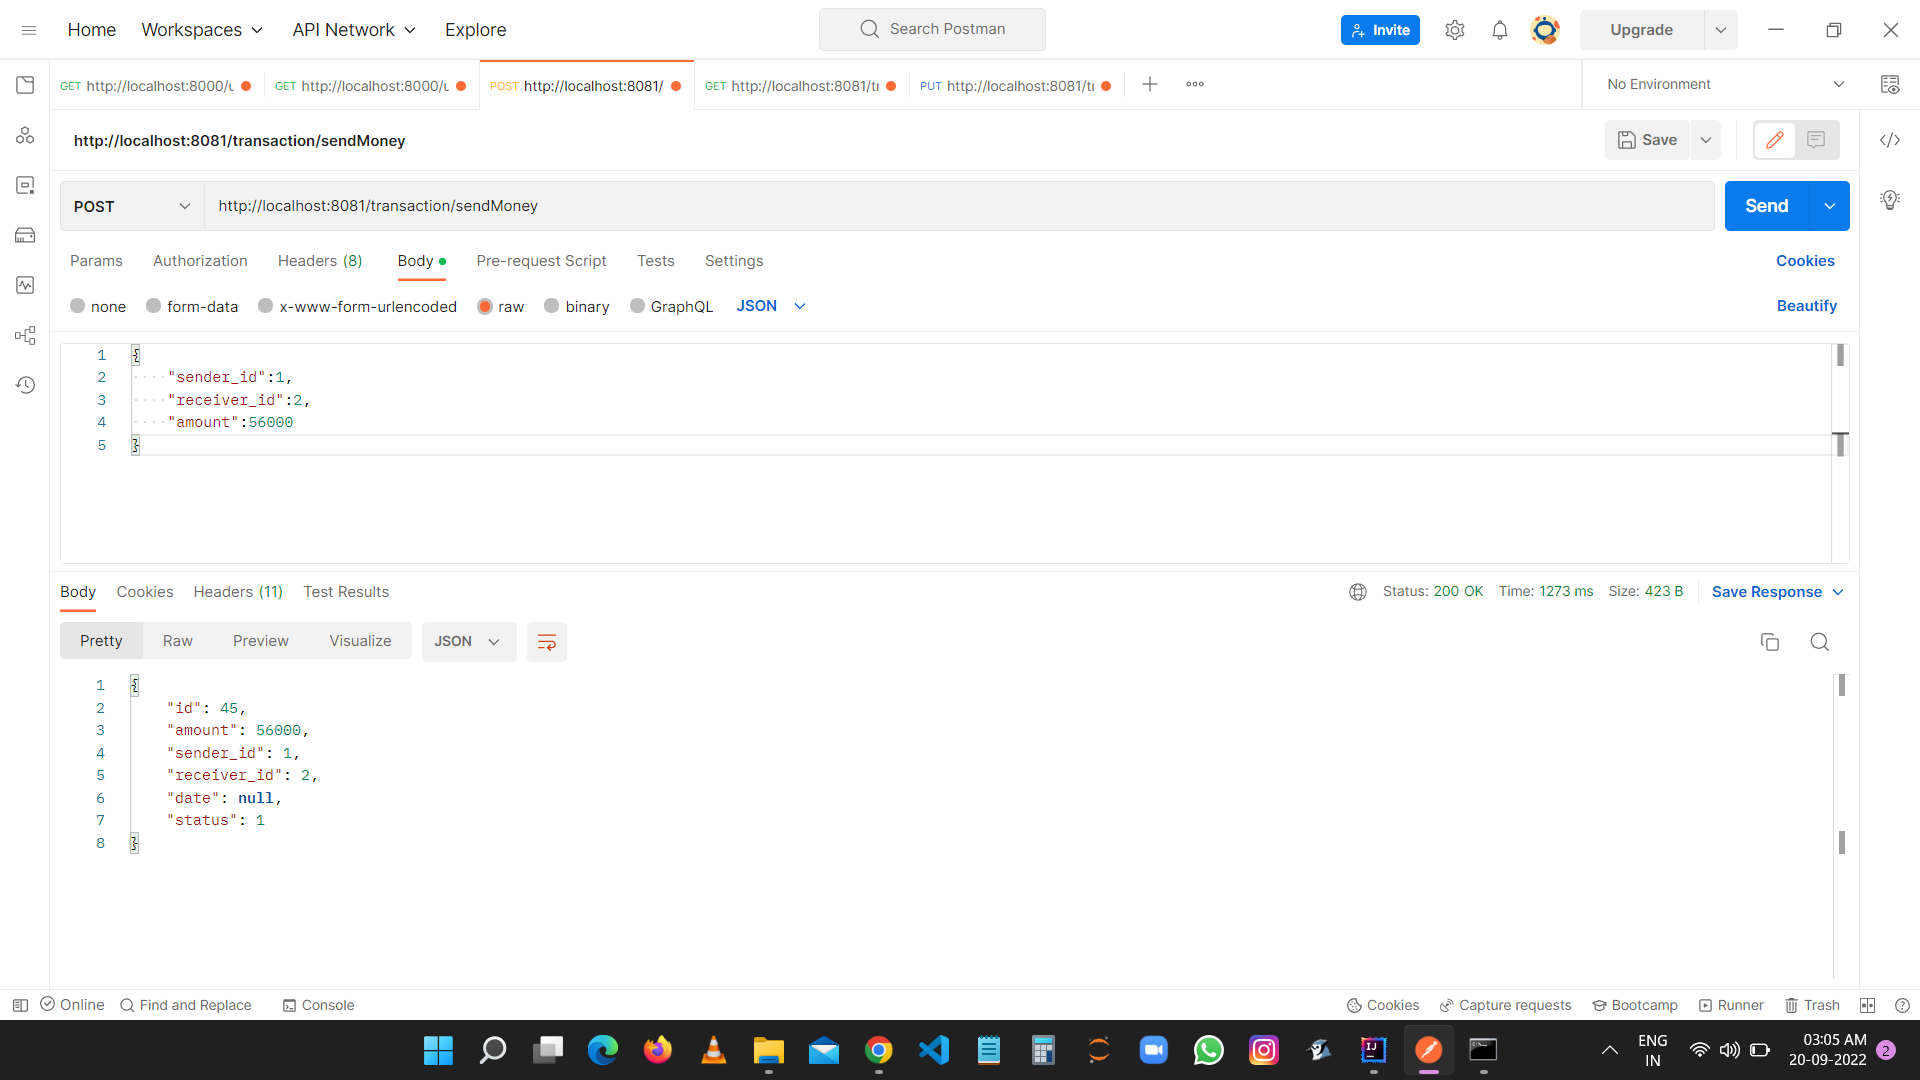 Home Workspaces API Network Explore Search Postman Invite Upgrade
GET http://localhost:8000/u GET http://localhost:8000/u POST http://localhost:8081/ GET http://localhost:8081/tr PUT http://localhost:8081/tr No Environment
http://localhost:8081/transaction/sendMoney Save
POST http://localhost:8081/transaction/sendMoney Send
Params Authorization Headers (8) Body Pre-request Script Tests Settings Cookies
none form-data x-www-form-urlencoded raw binary GraphQL JSON Beautify
1 {
2 "sender_id":1,
3 "receiver_id":2,
4 "amount":56000
5 }
Body Cookies Headers (11) Test Results Status: 200 OK Time: 1273 ms Size: 423 B Save Response
Pretty Raw Preview Visualize JSON
1 {
2 "id": 45,
3 "amount": 56000,
4 "sender_id": 1,
5 "receiver_id": 2,
6 "date": null,
7 "status": 1
8 }
Online Find and Replace Console Cookies Capture requests Bootcamp Runner Trash
ENG 03:05 AM
IN 20-09-2022 2